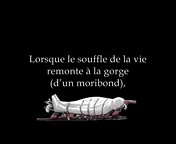 Lorsque le souffle de la vie
remonte à la gorge
(d'un moribond),